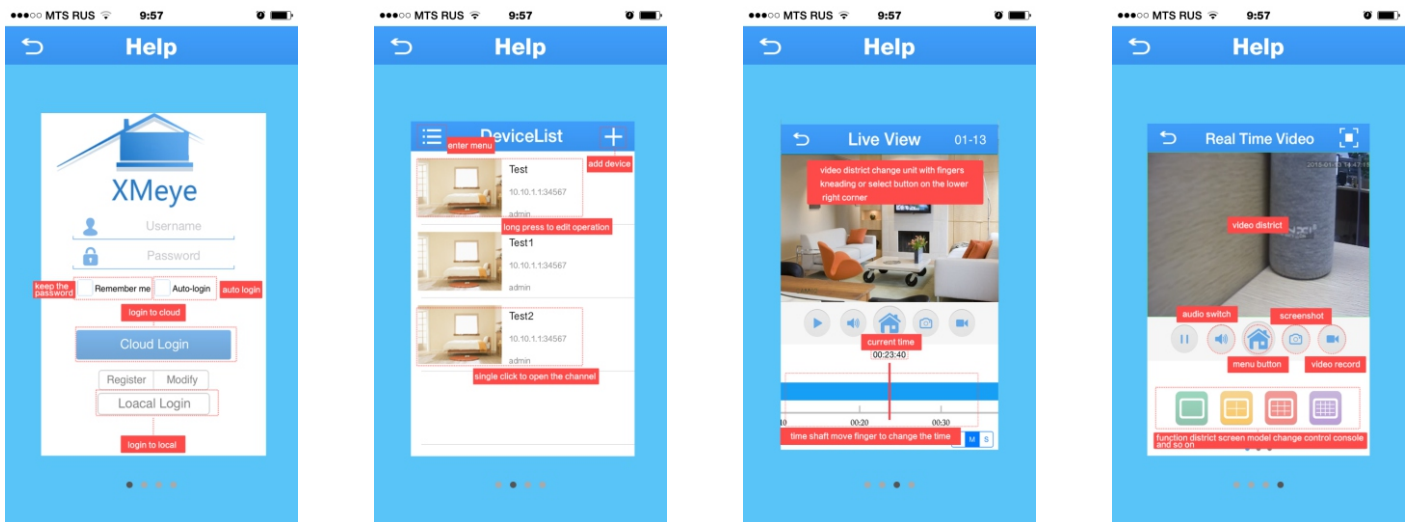 ●●●○○ MTS RUS 9:57
Help
XMeye
Username
Password
keep the
password
Remember me
Auto-login
auto login
login to cloud
Cloud Login
Register
Modify
Loacal Login
login to local
●●●○○ MTS RUS 9:57
Help
DeviceList
enter menu
add device
Test
10.10.1.1:34567
admin
long press to edit operation
Test1
10.10.1.1:34567
admin
Test2
10.10.1.1:34567
admin
single click to open the channel
●●●○○ MTS RUS 9:57
Help
Live View 01-13
video district change unit with fingers
kneading or select button on the lower
right corner
current time
00:23:40
00:20 00:30
time shaft move finger to change the time
M S
●●●○○ MTS RUS 9:57
Help
Real Time Video
video district
audio switch
screenshot
menu button
video record
function district screen model change control console
and so on